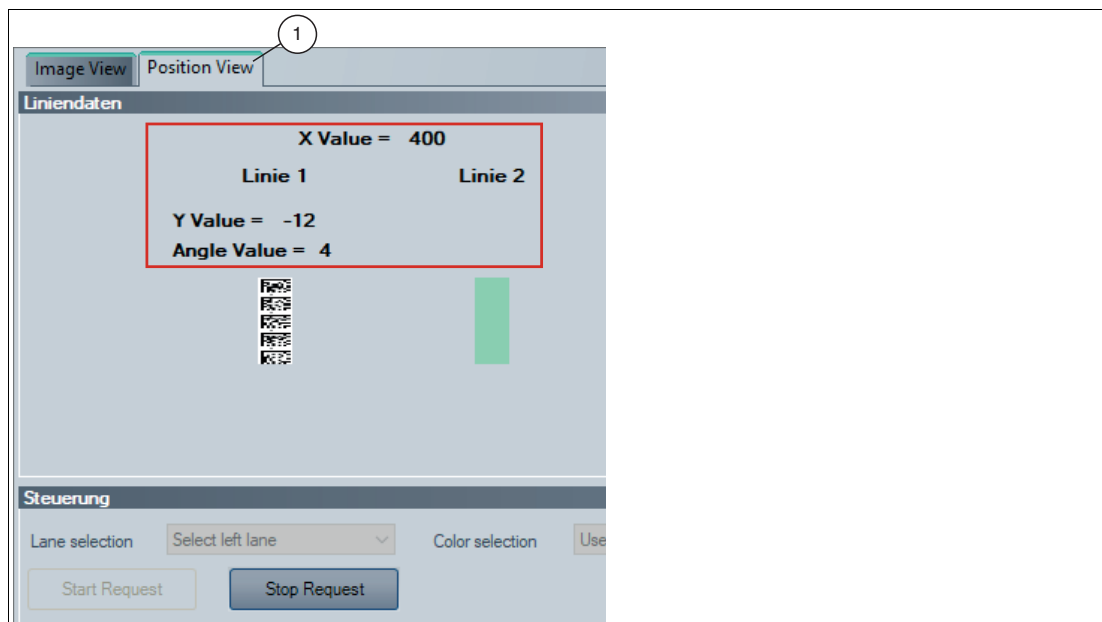 1
Image View Position View
Liniendaten
X Value = 400
Linie 1 Linie 2
Y Value = -12
Angle Value = 4
Steuerung
Lane selection Select left lane Color selection Use
Start Request Stop Request